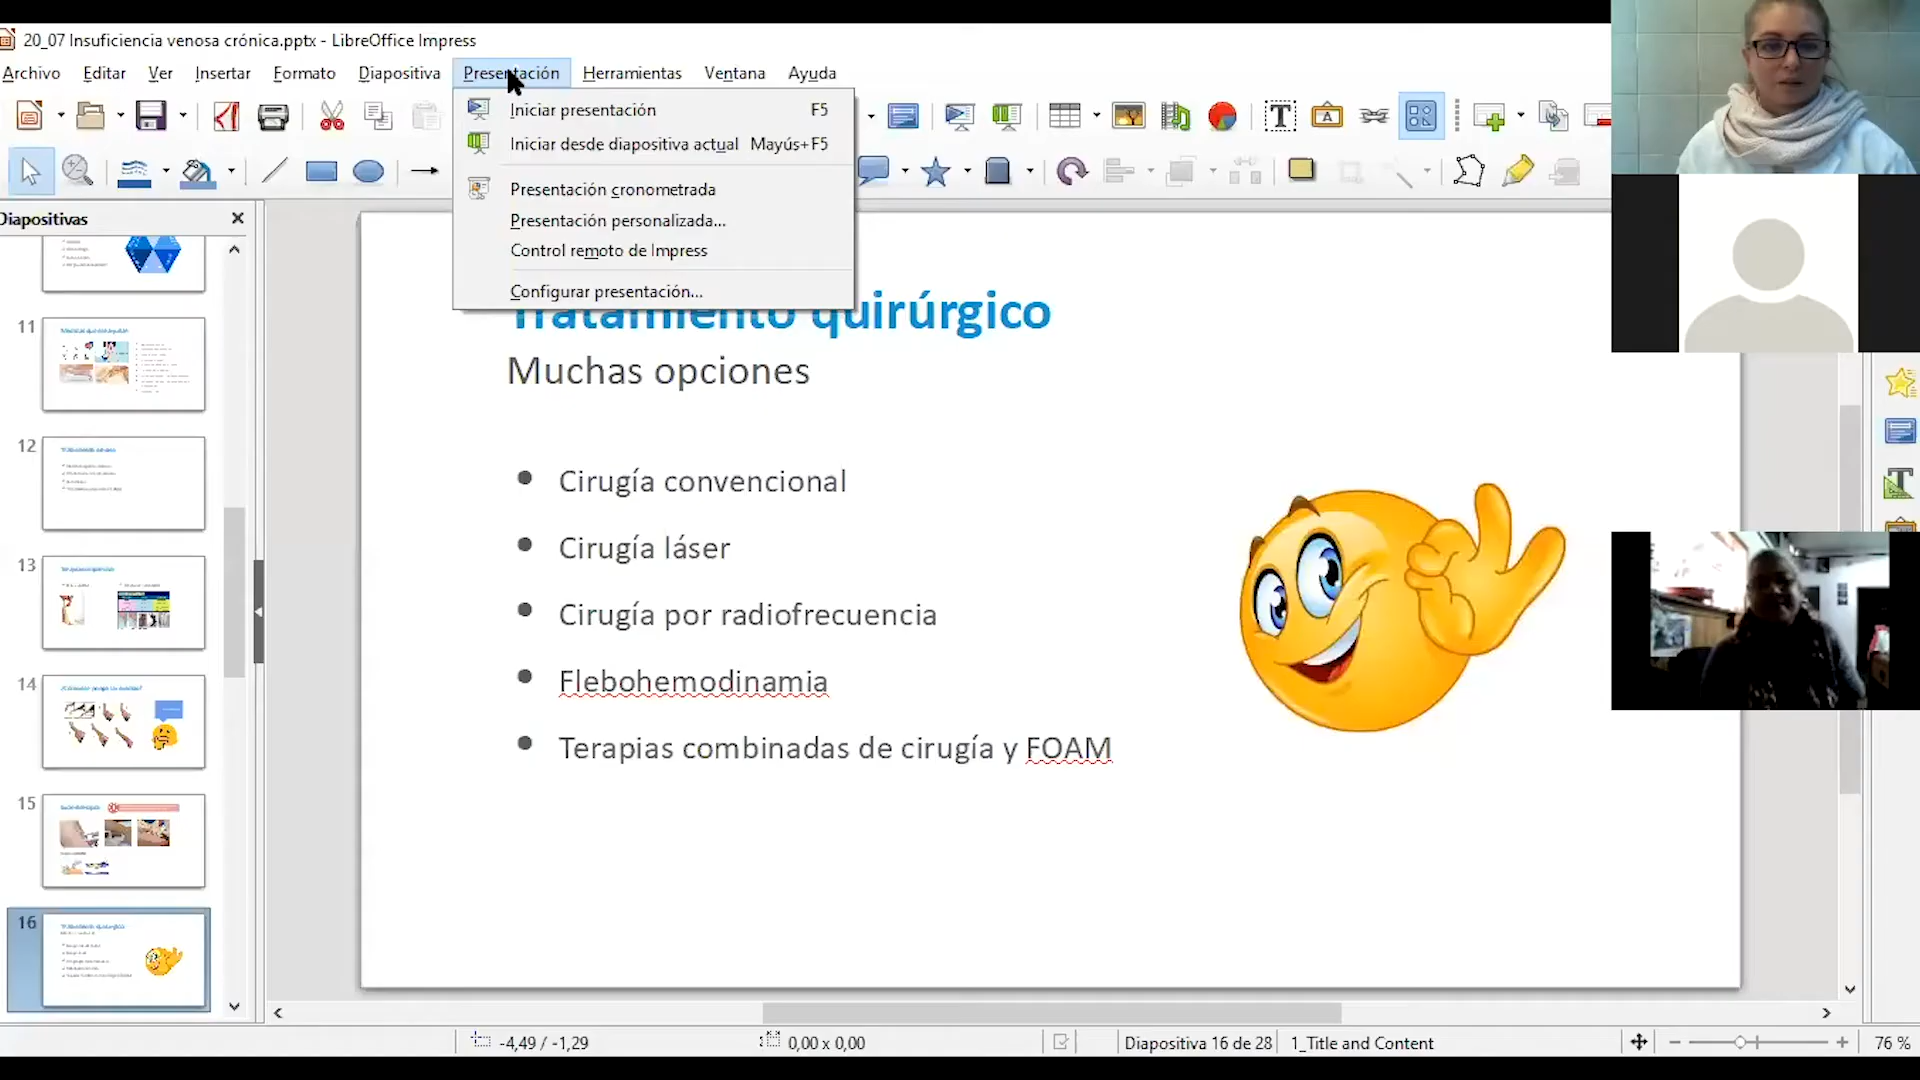 20_07 Insuficiencia venosa crónica.pptx - LibreOffice Impress
Archivo Editar Ver Insertar Formato Diapositiva Presentación Herramientas Ventana Ayuda
Iniciar presentación F5
Iniciar desde diapositiva actual Mayús+F5
Presentación cronometrada
Presentación personalizada...
Control remoto de Impress
Configurar presentación...
Diapositivas
11
12
13
14
15
16
Tratamiento quirúrgico
Muchas opciones
Cirugía convencional
Cirugía láser
Cirugía por radiofrecuencia
Flebohemodinamia
Terapias combinadas de cirugía y FOAM
-4,49 / -1,29
0,00 x 0,00
Diapositiva 16 de 28
1_Title and Content
76 %